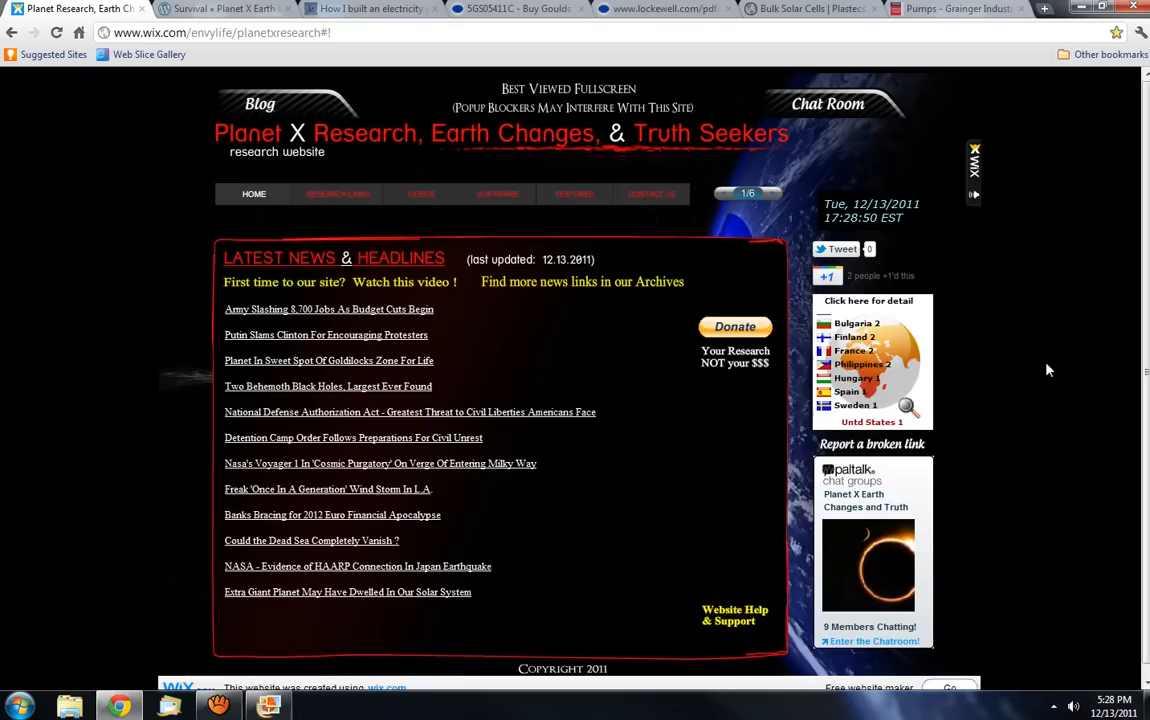 Planet Research, Earth Ch
Survival « Planet X Earth
How I built an electricity
5GS05411C - Buy Goulds
www.lockewell.com/pdf/
Bulk Solar Cells | Plastecs
Pumps - Grainger Indust
www.wix.com/envylife/planetxresearch#!
Suggested Sites
Web Slice Gallery
Other bookmarks
Blog
BEST VIEWED FULLSCREEN
(POPUP BLOCKERS MAY INTERFERE WITH THIS SITE)
Chat Room
Planet X Research, Earth Changes, & Truth Seekers
research website
WIX
HOME
RESEARCH LINKS
VIDEOS
SOFTWARE
FEATURED
CONTACT US
1/6
Tue, 12/13/2011
17:28:50 EST
Tweet 0
+1 2 people +1'd this
LATEST NEWS & HEADLINES (last updated: 12.13.2011)
First time to our site? Watch this video ! Find more news links in our Archives
Army Slashing 8,700 Jobs As Budget Cuts Begin
Putin Slams Clinton For Encouraging Protesters
Planet In Sweet Spot Of Goldilocks Zone For Life
Two Behemoth Black Holes, Largest Ever Found
National Defense Authorization Act - Greatest Threat to Civil Liberties Americans Face
Detention Camp Order Follows Preparations For Civil Unrest
Nasa's Voyager 1 In 'Cosmic Purgatory' On Verge Of Entering Milky Way
Freak 'Once In A Generation' Wind Storm In L.A.
Banks Bracing for 2012 Euro Financial Apocalypse
Could the Dead Sea Completely Vanish ?
NASA - Evidence of HAARP Connection In Japan Earthquake
Extra Giant Planet May Have Dwelled In Our Solar System
Donate
Your Research
NOT your $$$
Website Help
& Support
Click here for detail
Bulgaria 2
Finland 2
France 2
Philippines 2
Hungary 1
Spain 1
Sweden 1
Untd States 1
Report a broken link
paltalk
chat groups
Planet X Earth
Changes and Truth
9 Members Chatting!
Enter the Chatroom!
COPYRIGHT 2011
WiX.com This website was created using wix.com
Free website maker
Go
5:28 PM
12/13/2011